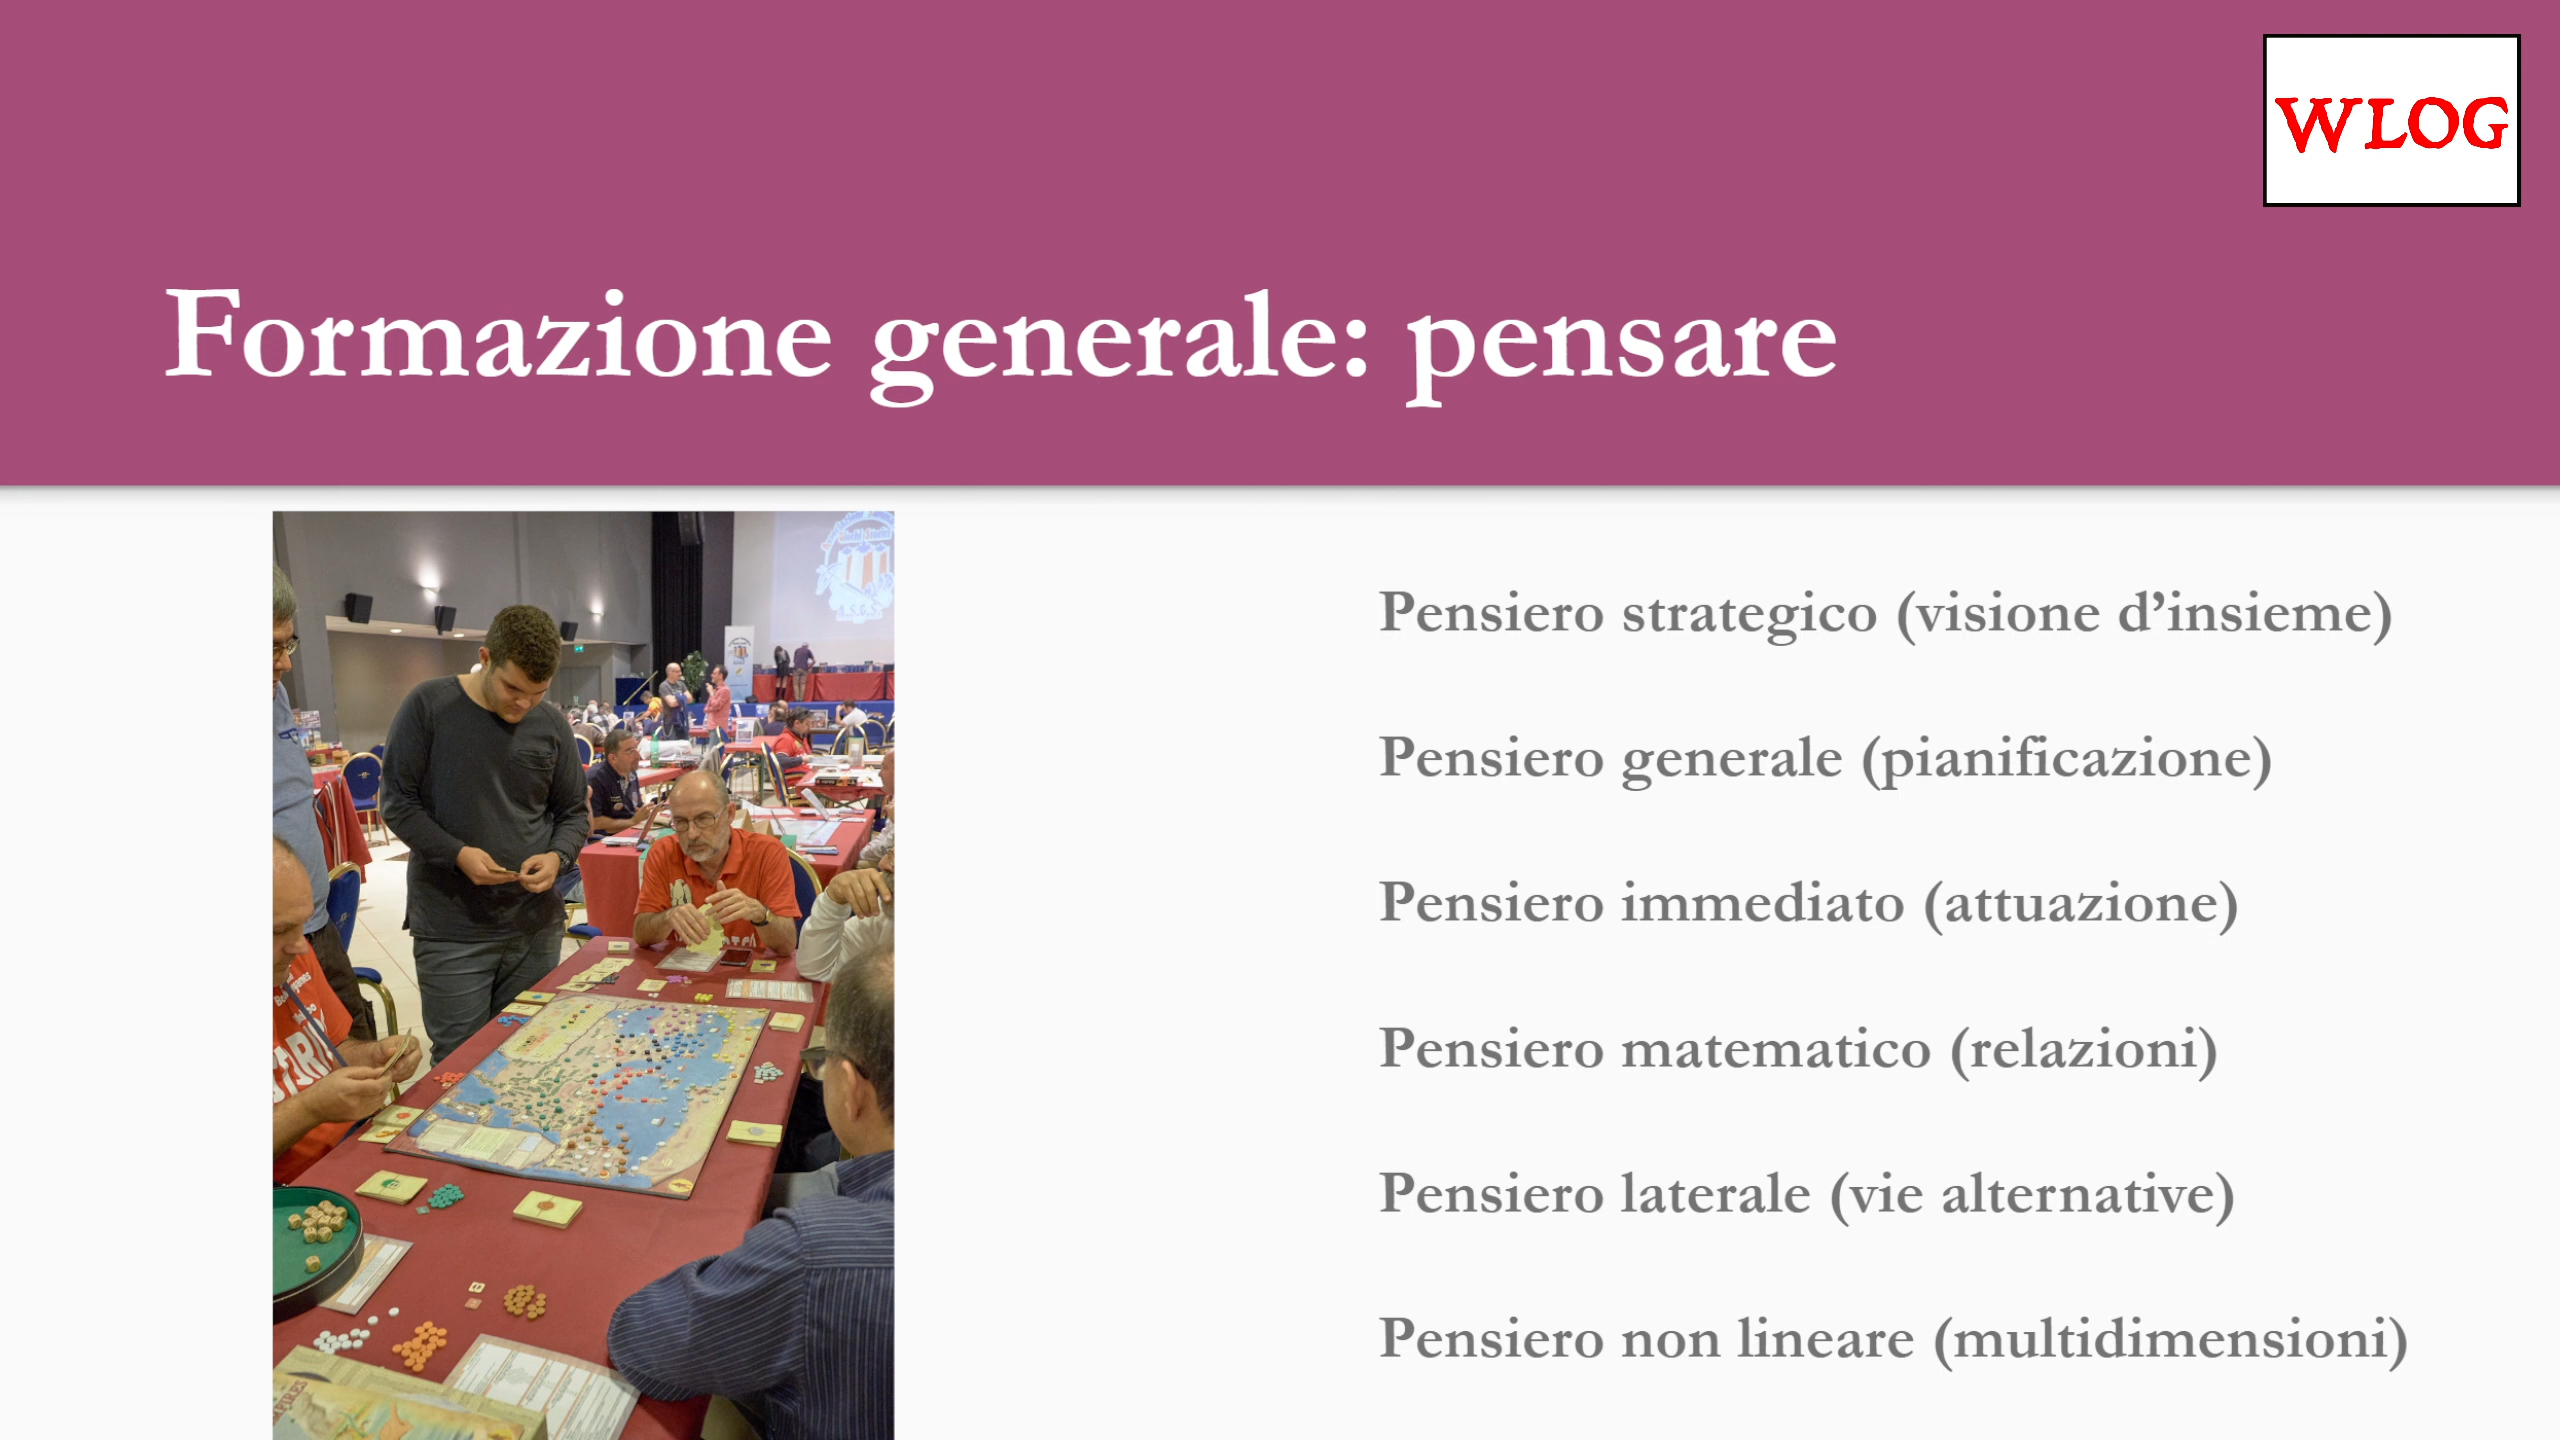 WLOG
Formazione generale: pensare
A.S.G.S.
Pensiero strategico (visione d’insieme)
Pensiero generale (pianificazione)
Pensiero immediato (attuazione)
Pensiero matematico (relazioni)
Pensiero laterale (vie alternative)
Pensiero non lineare (multidimensioni)